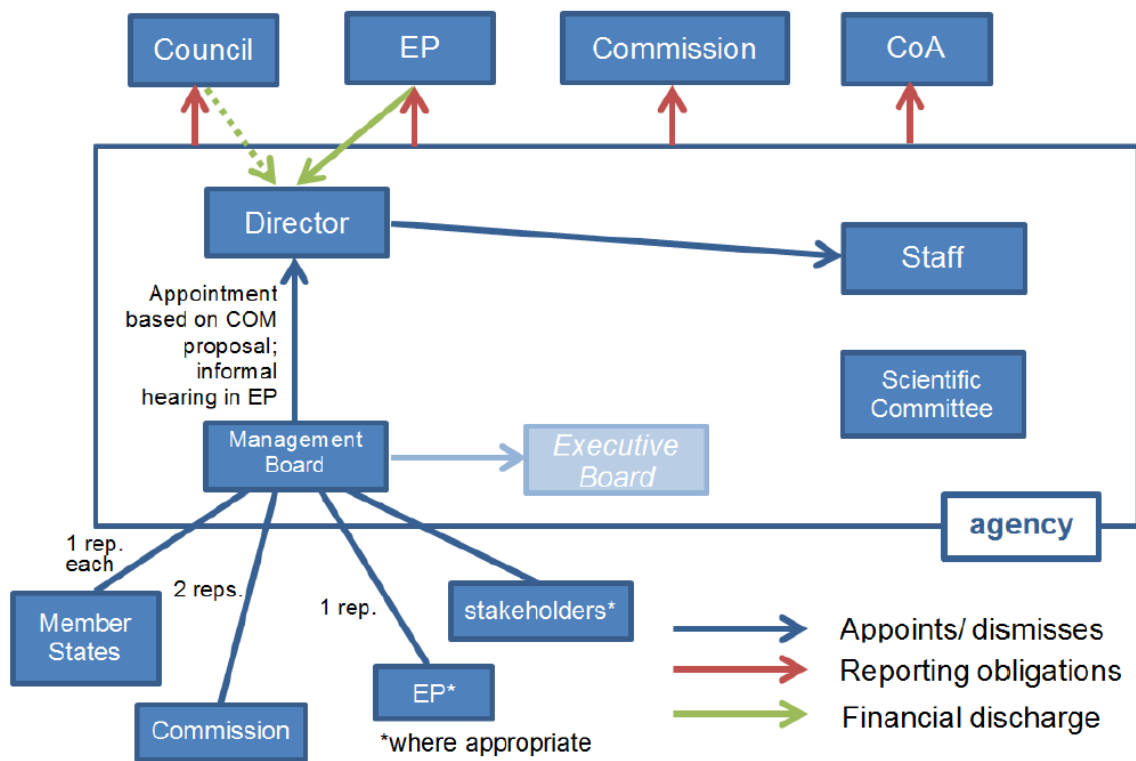 Council
EP
Commission
CoA
Director
Staff
Appointment
based on COM
proposal;
informal
hearing in EP
Scientific
Committee
Management
Board
Executive
Board
agency
1 rep.
each
2 reps.
1 rep.
stakeholders*
Member
States
EP*
Commission
*where appropriate
Appoints/ dismisses
Reporting obligations
Financial discharge